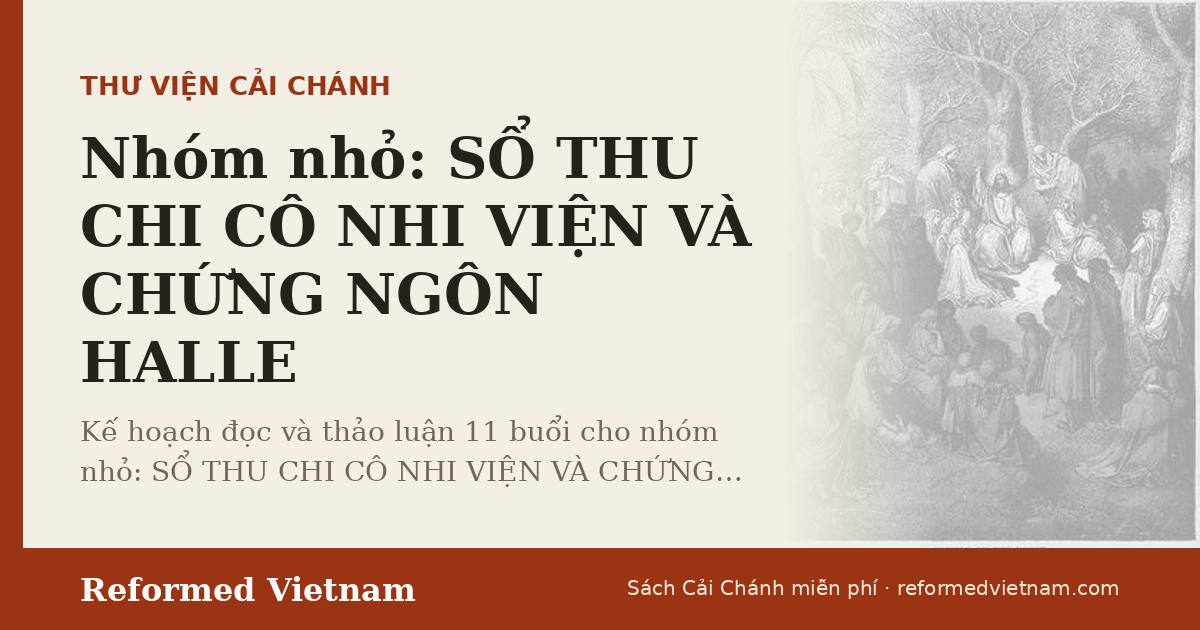 THƯ VIỆN CẢI CHÁNH
Nhóm nhỏ: SỔ THU
CHI CÔ NHI VIỆN VÀ
CHỨNG NGÔN
HALLE
Kế hoạch đọc và thảo luận 11 buổi cho nhóm
nhỏ: SỔ THU CHI CÔ NHI VIỆN VÀ CHỨNG...
Reformed Vietnam
Sách Cải Chánh miễn phí · reformedvietnam.com